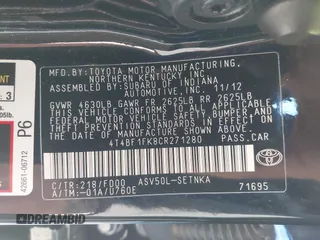 MFD. BY: TOYOTA MOTOR MANUFACTURING,
NORTHERN KENTUCKY, INC.
ASSEMBLED BY: SUBARU OF INDIANA
AUTOMOTIVE, INC. 11/12
GVWR 4630LB GAWR FR 2625LB RR 2625LB
THIS VEHICLE CONFORMS TO ALL APPLICABLE
FEDERAL MOTOR VEHICLE SAFETY, BUMPER,
AND THEFT PREVENTION STANDARDS IN EFFECT ON
THE DATE OF MANUFACTURE SHOWN ABOVE.
4T4BF1FK8CR271280 PASS.CAR
C/TR:218/FD00 ASV50L-SETNKA
A/TM:-01A/U760E
71695
TOYOTA
P6
42661-06712
3
DREAMBID